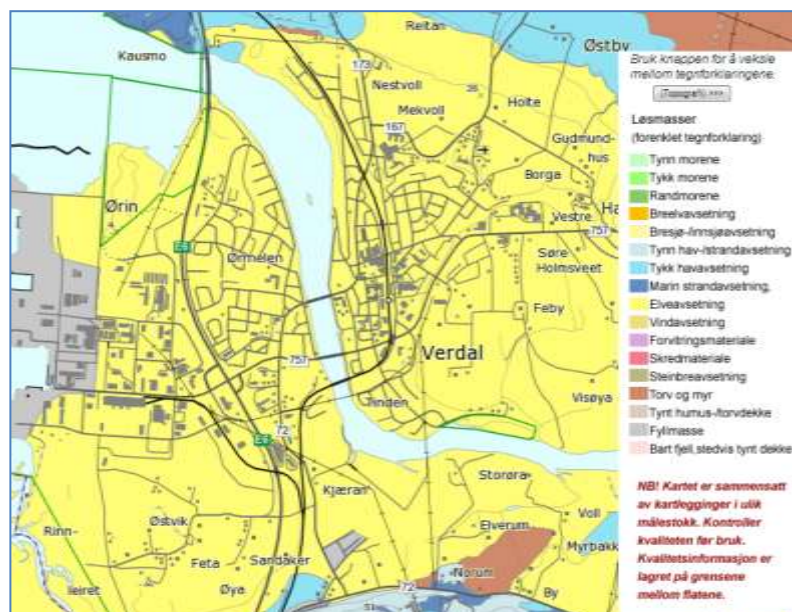 Kausmo
Reitan
Østby
173
Nestvoll
Mekvoll
Holte
167
Gudmund-
hus
Borga
Ørin
Vestre
Ha
757
E6
Ørmelen
Søre
Holmsveet
Feby
757
Verdal
Tinden
Visøya
72
E6
Kjæran
Storøra
Østvik
Elverum
Voll
Myrbakk
Rinn-
leiret
Feta
Sandaker
Øya
72
Norum
By
Bruk knappen for å veksle
mellom tegnforklaringene:
(Topografi) >>>
Løsmasser
(forenklet tegnforklaring)
Tynn morene
Tykk morene
Randmorene
Breelvavsetning
Bresjø-/innsjøavsetning
Tynn hav-/strandavsetning
Tykk havavsetning
Marin strandavsetning,
Elveavsetning
Vindavsetning
Forvitringsmateriale
Skredmateriale
Steinbreavsetning
Torv og myr
Tynt humus-/torvdekke
Fyllmasse
Bart fjell, stedvis tynt dekke
NB! Kartet er sammensatt
av kartlegginger i ulik
målestokk. Kontroller
kvaliteten før bruk.
Kvalitetsinformasjon er
lagret på grensene
mellom flatene.